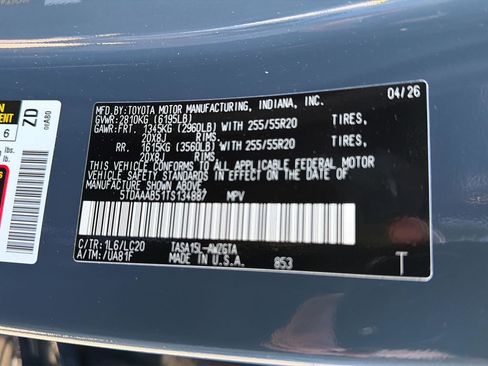 MFD.BY:TOYOTA MOTOR MANUFACTURING, INDIANA, INC. 04/26
GVWR:2810KG (6195LB)
GAWR:FRT. 1345KG (2960LB) WITH 255/55R20 TIRES,
20X8J RIMS
RR. 1615KG (3560LB) WITH 255/55R20 TIRES,
20X8J RIMS
THIS VEHICLE CONFORMS TO ALL APPLICABLE FEDERAL MOTOR
VEHICLE SAFETY STANDARDS IN EFFECT ON THE DATE OF
MANUFACTURE SHOWN ABOVE.
5TDAAAB51TS134887 MPV
C/TR:1L6/LC20 TASA15L-AWZGTA
A/TM:/UA81F MADE IN U.S.A. 853 T
ZD
lbs.